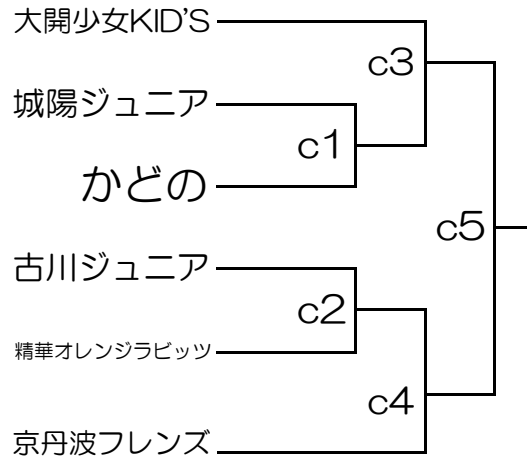 大開少女KID'S
c3
城陽ジュニア
c1
かどの
c5
古川ジュニア
c2
精華オレンジラビッツ
c4
京丹波フレンズ